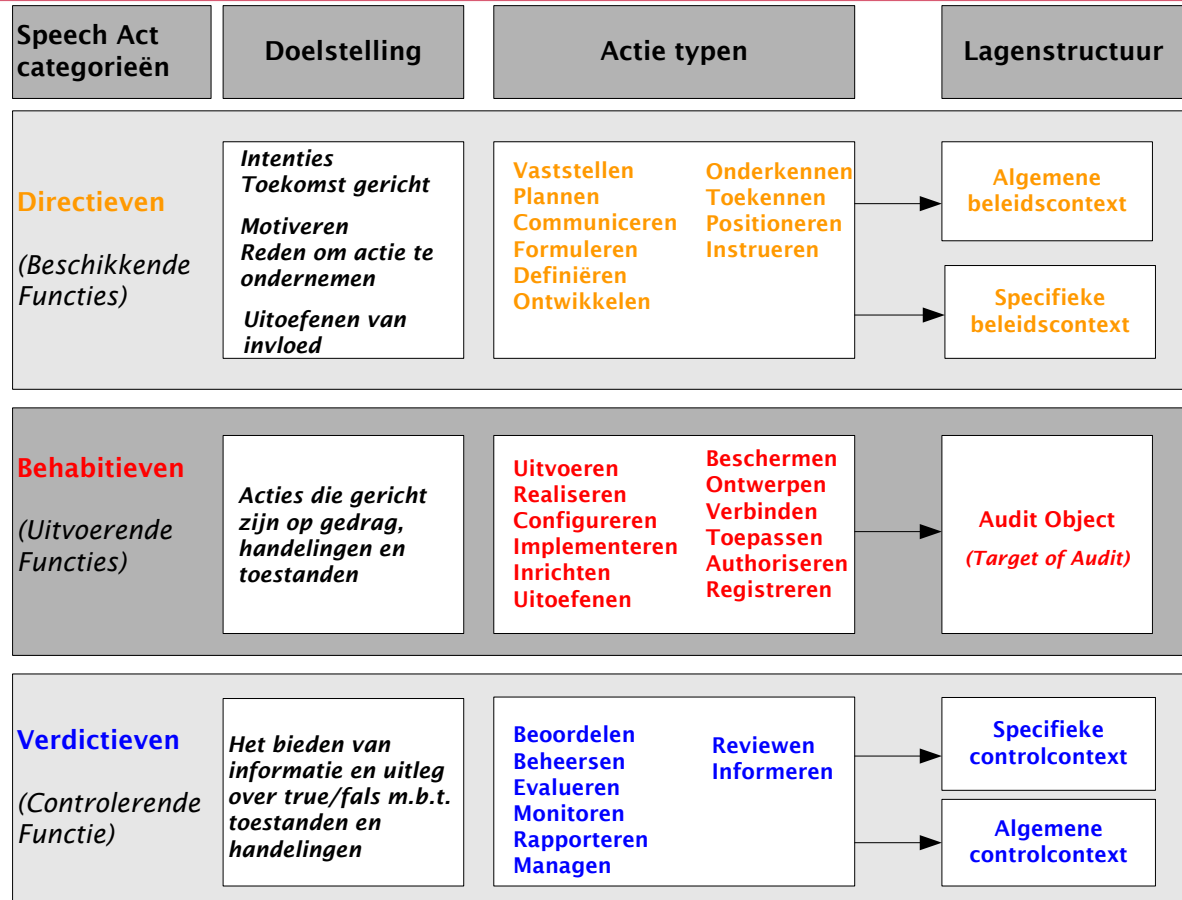 Speech Act
categorieën
Doelstelling
Actie typen
Lagenstructuur
Directieven
(Beschikkende
Functies)
Intenties
Toekomst gericht
Motiveren
Reden om actie te
ondernemen
Uitoefenen van
invloed
Vaststellen
Plannen
Communiceren
Formuleren
Definiëren
Ontwikkelen
Onderkennen
Toekennen
Positioneren
Instrueren
Algemene
beleidscontext
Specifieke
beleidscontext
Behabitieven
(Uitvoerende
Functies)
Acties die gericht
zijn op gedrag,
handelingen en
toestanden
Uitvoeren
Realiseren
Configureren
Implementeren
Inrichten
Uitoefenen
Beschermen
Ontwerpen
Verbinden
Toepassen
Authoriseren
Registreren
Audit Object
(Target of Audit)
Verdictieven
(Controlerende
Functie)
Het bieden van
informatie en uitleg
over true/fals m.b.t.
toestanden en
handelingen
Beoordelen
Beheersen
Evalueren
Monitoren
Rapporteren
Managen
Reviewen
Informeren
Specifieke
controlcontext
Algemene
controlcontext